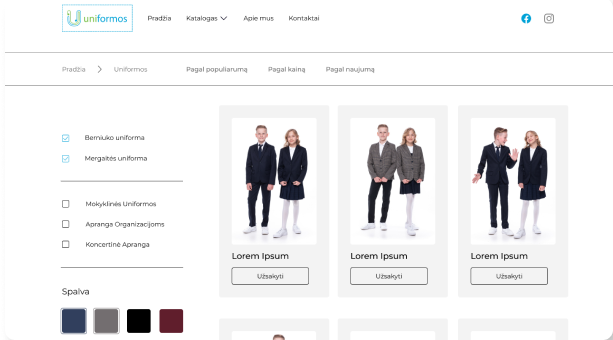 uniformos
Pradžia Katalogas Apie mus Kontaktai
Pradžia Uniformos Pagal populiarumą Pagal kainą Pagal naujumą
Berniuko uniforma
Mergaitės uniforma
Mokyklinės Uniformos
Apranga Organizacijoms
Koncertinė Apranga
Spalva
Lorem Ipsum Lorem Ipsum Lorem Ipsum
Užsakyti Užsakyti Užsakyti